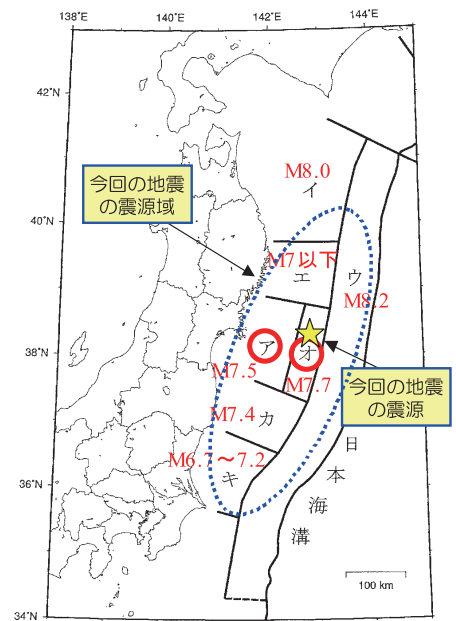 138°E
140°E
142°E
144°E
42°N
M8.0
イ
今回の地震
の震源域
40°N
M7以下
エ
ウ
M8.2
ア
オ
38°N
M7.5
M7.7
今回の地震
の震源
M7.4
カ
日
本
海
溝
M6.7～7.2
キ
36°N
100 km
34°N